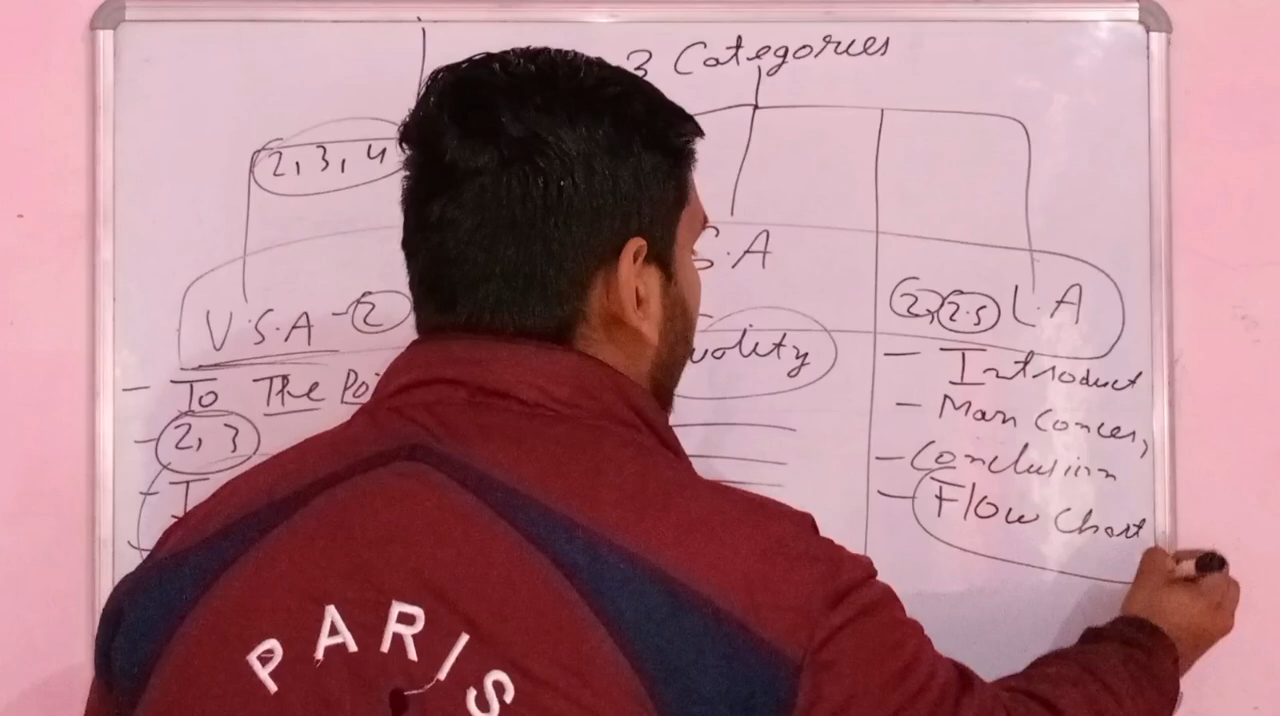 3 Categories
2, 3, 4
S.A
V.S.A - 2
- To The Poi
- 2, 3
- I
uality
2, 2.5 L.A
- Introduct
- Man Concer,
- Conclusion
- Flow Chart
PARIS